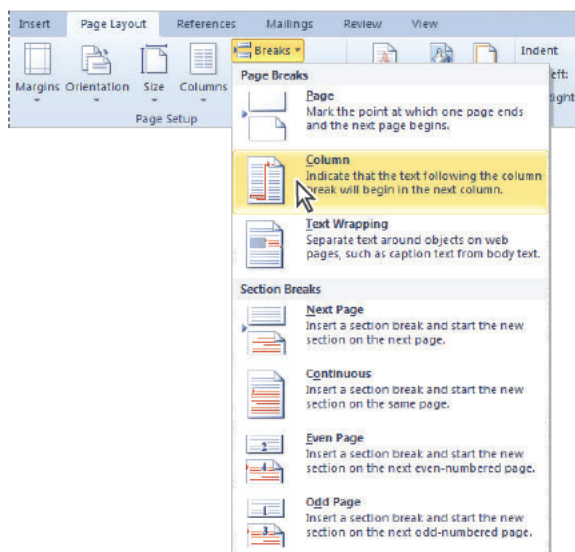 Insert Page Layout References Mailings Review View
Breaks
Indent
Margins Orientation Size Columns
eft:
ight
Page Setup
Page Breaks
Page
Mark the point at which one page ends
and the next page begins.
Column
Indicate that the text following the column
break will begin in the next column.
Text Wrapping
Separate text around objects on web
pages, such as caption text from body text.
Section Breaks
Next Page
Insert a section break and start the new
section on the next page.
Continuous
Insert a section break and start the new
section on the same page.
Even Page
Insert a section break and start the new
section on the next even-numbered page.
Odd Page
Insert a section break and start the new
section on the next odd-numbered page.
2
4
1
3